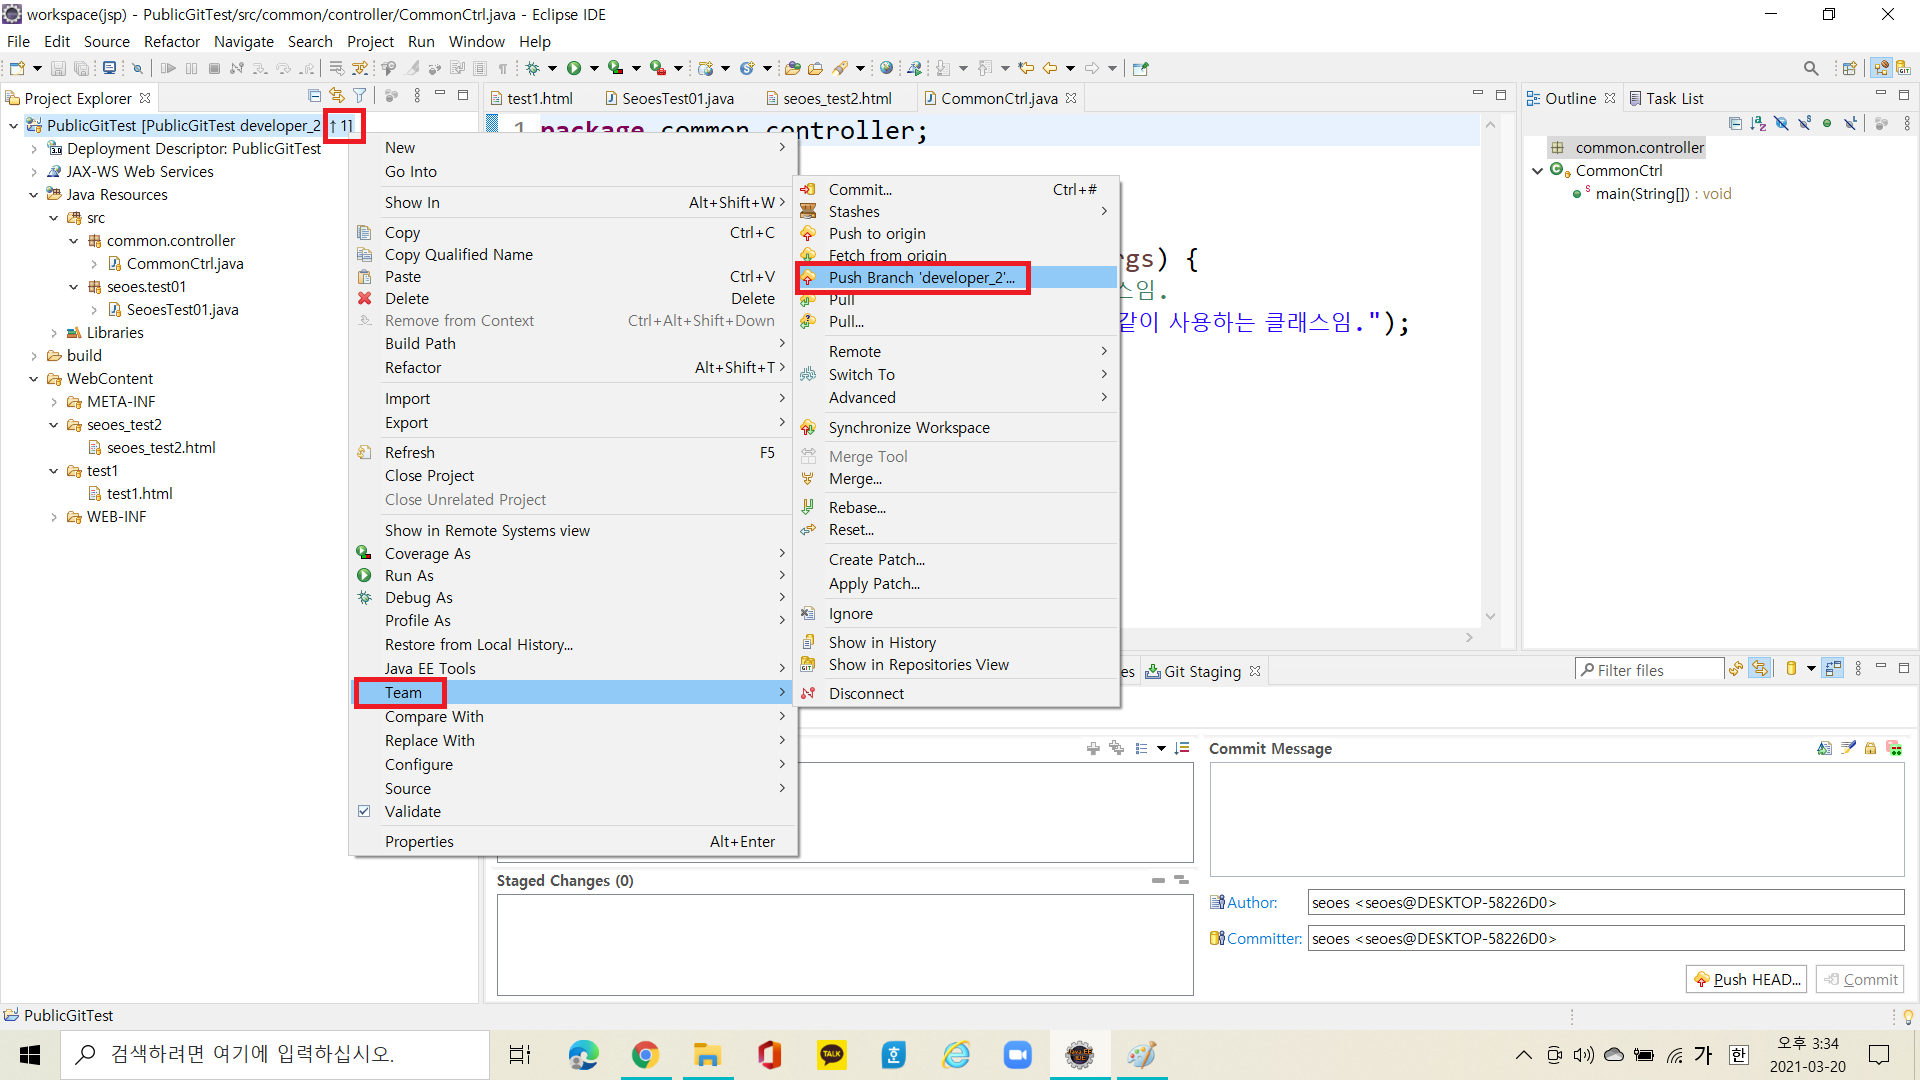 workspace(jsp) - PublicGitTest/src/common/controller/CommonCtrl.java - Eclipse IDE
File Edit Source Refactor Navigate Search Project Run Window Help
Project Explorer
PublicGitTest [PublicGitTest developer_2 ↑1]
Deployment Descriptor: PublicGitTest
JAX-WS Web Services
Java Resources
src
common.controller
CommonCtrl.java
seoes.test01
SeoesTest01.java
Libraries
build
WebContent
META-INF
seoes_test2
seoes_test2.html
test1
test1.html
WEB-INF
New
Go Into
Show In Alt+Shift+W
Copy Ctrl+C
Copy Qualified Name
Paste Ctrl+V
Delete Delete
Remove from Context Ctrl+Alt+Shift+Down
Build Path
Refactor Alt+Shift+T
Import
Export
Refresh F5
Close Project
Close Unrelated Project
Show in Remote Systems view
Coverage As
Run As
Debug As
Profile As
Restore from Local History...
Java EE Tools
Team
Compare With
Replace With
Configure
Source
Validate
Properties Alt+Enter
Commit... Ctrl+#
Stashes
Push to origin
Fetch from origin
Push Branch 'developer_2'...
Pull
Pull...
Remote
Switch To
Advanced
Synchronize Workspace
Merge Tool
Merge...
Rebase...
Reset...
Create Patch...
Apply Patch...
Ignore
Show in History
Show in Repositories View
Disconnect
test1.html SeoesTest01.java seoes_test2.html CommonCtrl.java
1 package common.controller;
gs) {
스임.
같이 사용하는 클래스임.");
Outline Task List
common.controller
CommonCtrl
main(String[]) : void
es Git Staging
Filter files
Commit Message
Staged Changes (0)
Author: seoes <seoes@DESKTOP-58226D0>
Committer: seoes <seoes@DESKTOP-58226D0>
Push HEAD... Commit
PublicGitTest
검색하려면 여기에 입력하십시오.
TALK
호
Java EE
IDE
가 한
오후 3:34
2021-03-20